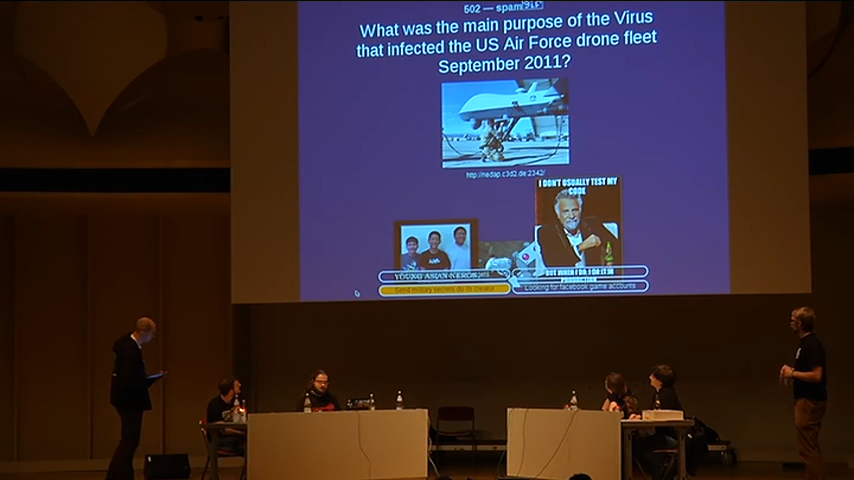 502 — spam
What was the main purpose of the Virus
that infected the US Air Force drone fleet
September 2011?
http://nedap.c3d2.de:2342/
I DON'T USUALLY TEST MY
CODE
BUT WHEN I DO, I DO IT IN
YOUNG ASIAN NERDS
Send military secrets do its creator
Looking for facebook game accounts